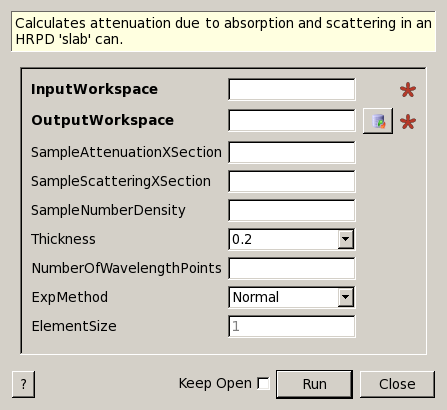 Calculates attenuation due to absorption and scattering in an
HRPD 'slab' can.
InputWorkspace *
OutputWorkspace *
SampleAttenuationXSection
SampleScatteringXSection
SampleNumberDensity
Thickness 0.2
NumberOfWavelengthPoints
ExpMethod Normal
ElementSize 1
? Keep Open Run Close